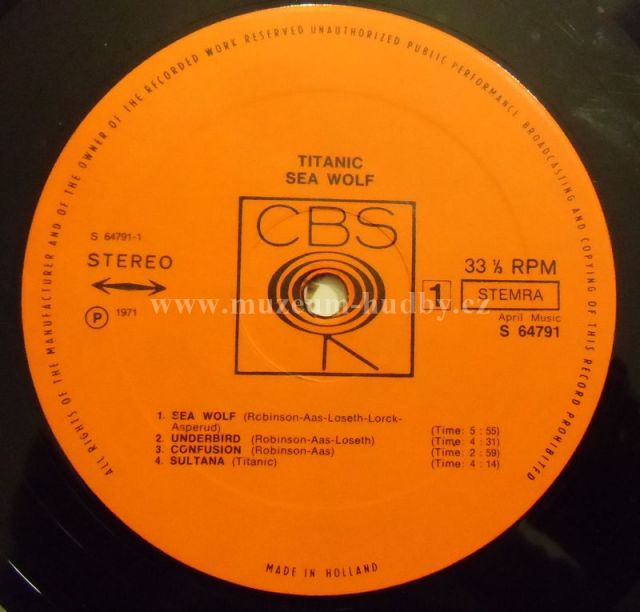 ALL RIGHTS OF THE MANUFACTURER AND OF THE OWNER OF THE RECORDED WORK RESERVED UNAUTHORIZED PUBLIC PERFORMANCE BROADCASTING AND COPYING OF THIS RECORD PROHIBITED
TITANIC
SEA WOLF
CBS
S 64791-1
STEREO
P 1971
33 ⅓ RPM
1 STEMRA
April Music
S 64791
www.muzeum-hudby.cz
1. SEA WOLF (Robinson-Aas-Loseth-Lorck-
Asperud) (Time: 5 : 55)
2. UNDERBIRD (Robinson-Aas-Loseth) (Time: 4 : 31)
3. CONFUSION (Robinson-Aas) (Time: 2 : 59)
4. SULTANA (Titanic) (Time: 4 : 14)
MADE IN HOLLAND